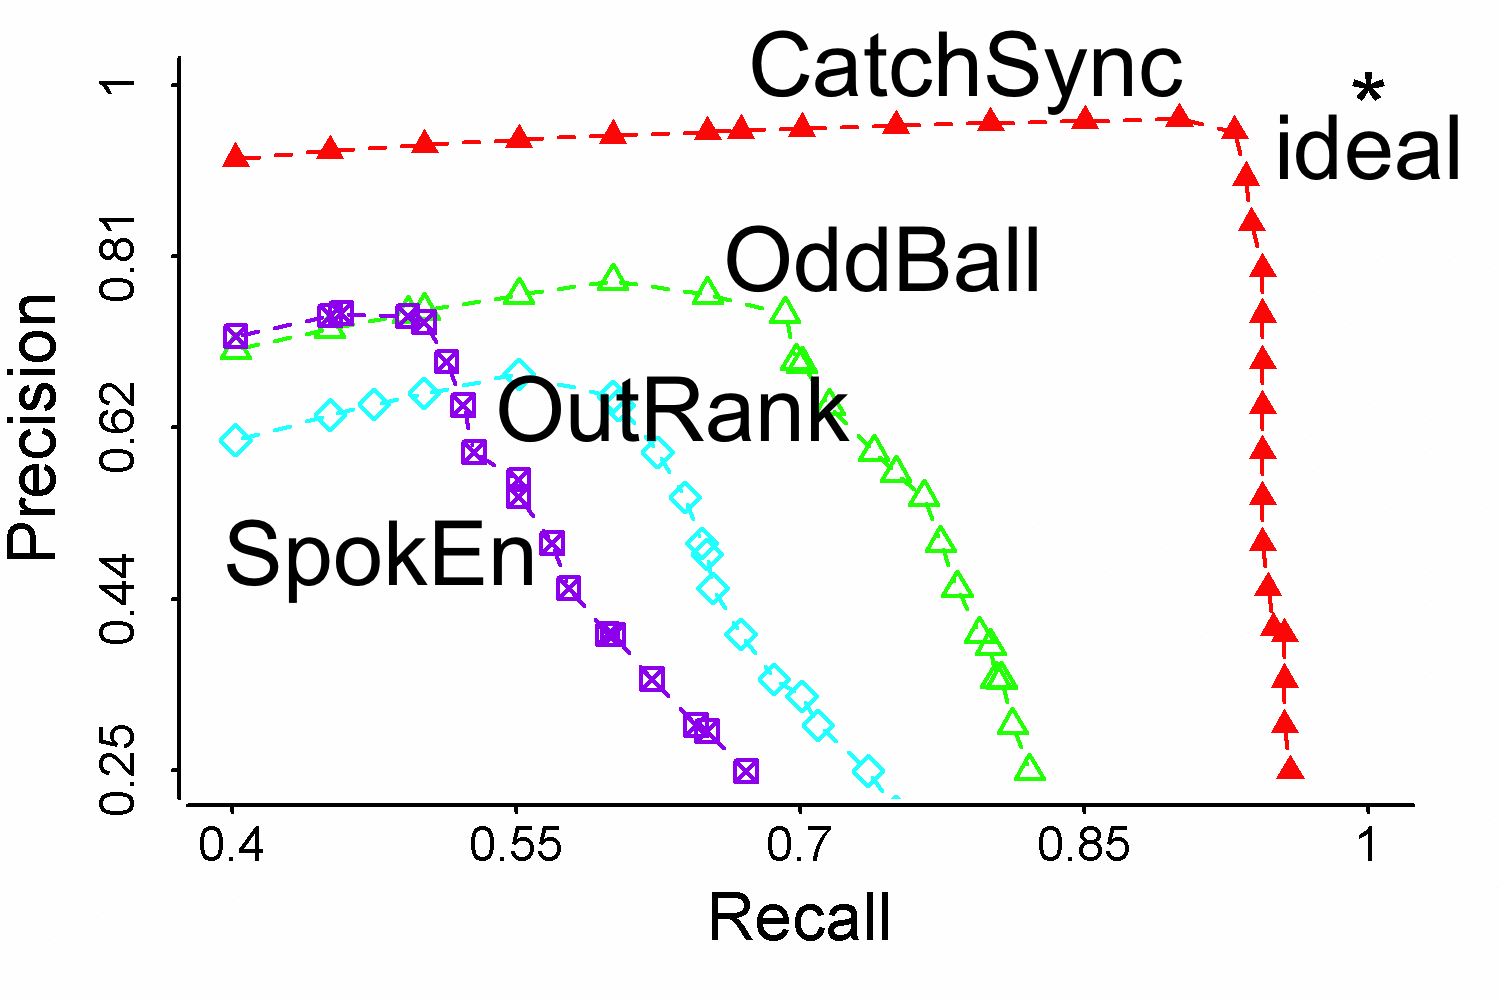 CatchSync
*
ideal
OddBall
OutRank
SpokEn
Precision
1
0.81
0.62
0.44
0.25
0.4
0.55
0.7
0.85
1
Recall